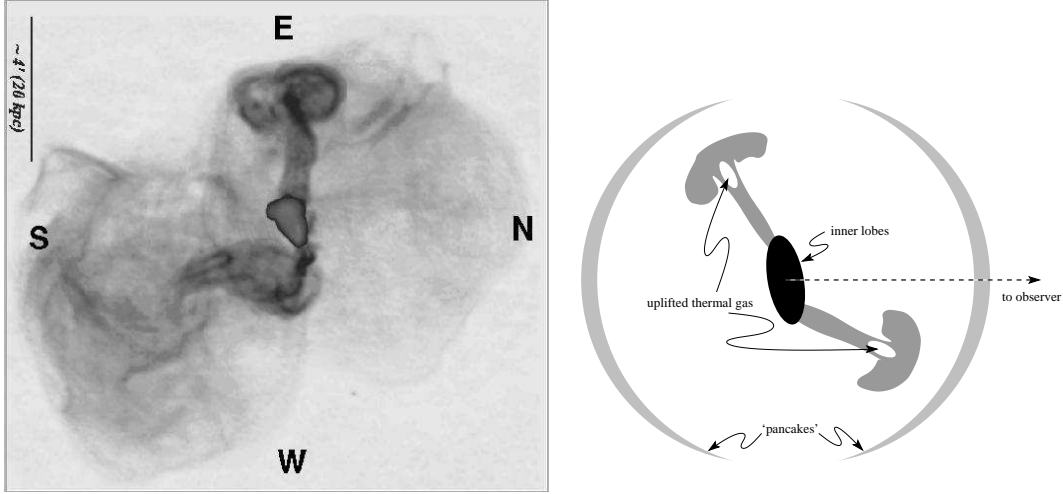 E
~ 4' (20 kpc)
S
N
W
inner lobes
to observer
uplifted thermal gas
'pancakes'